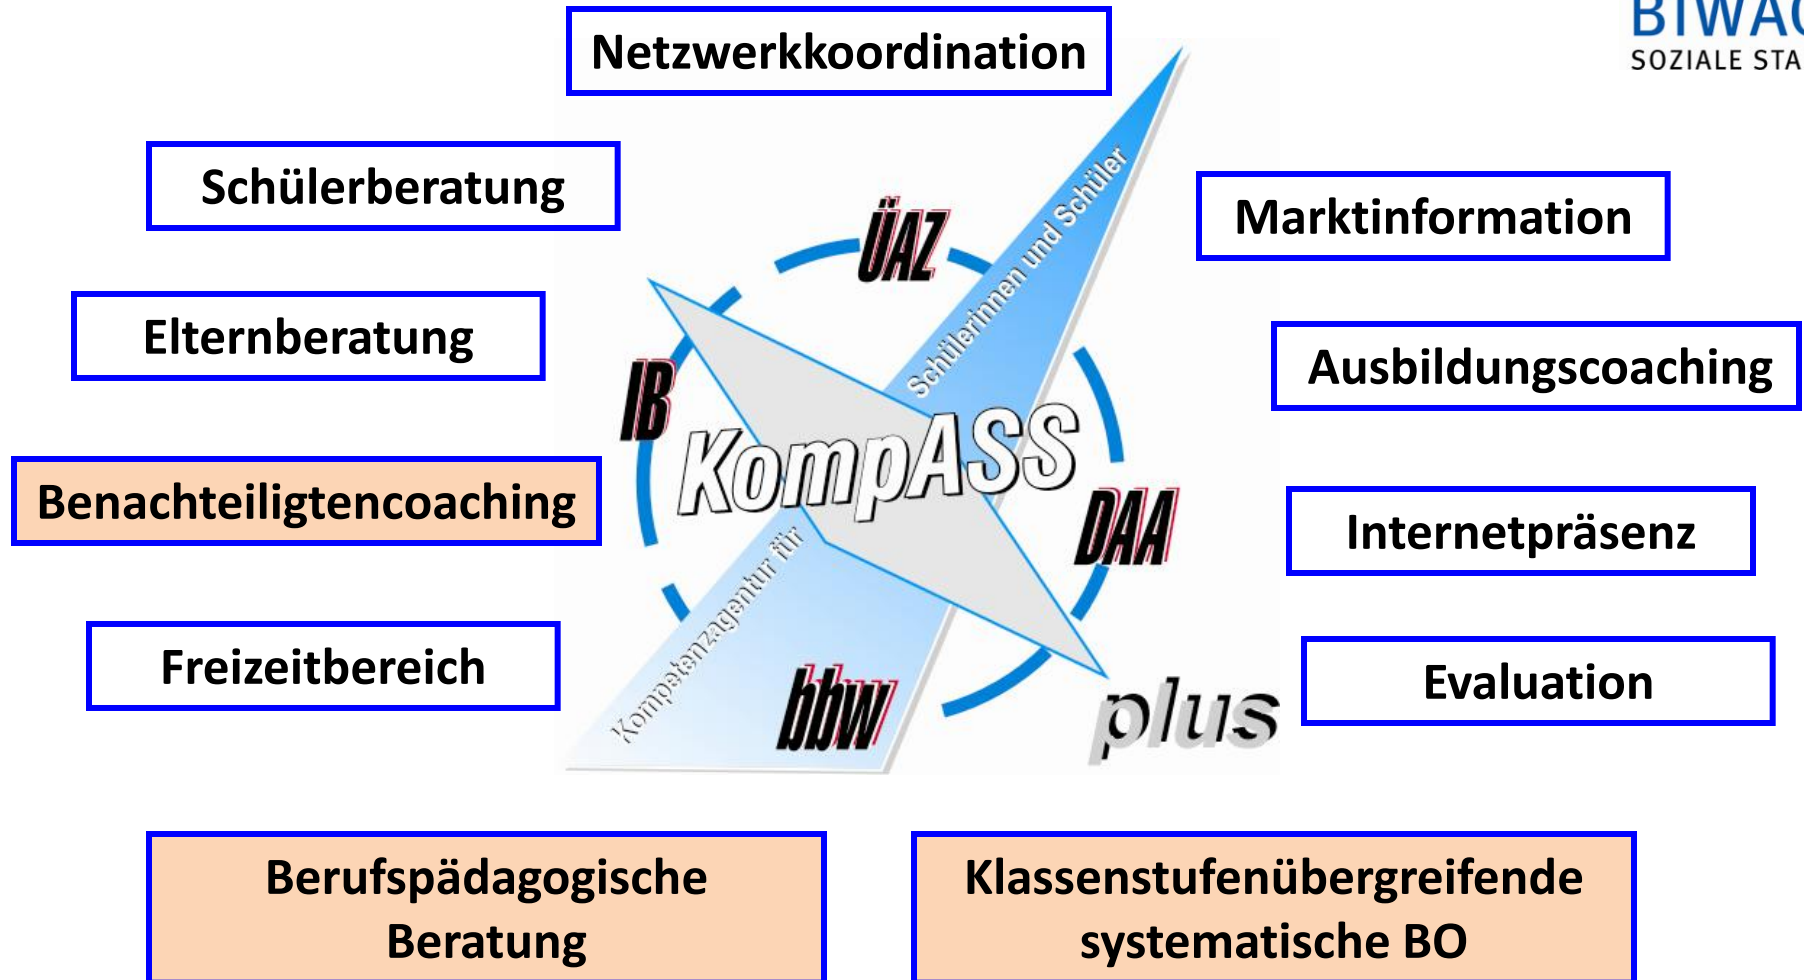 Netzwerkkoordination
BIWA
SOZIALE STA
Schülerberatung
Marktinformation
Elternberatung
Ausbildungscoaching
Benachteiligtencoaching
Internetpräsenz
Freizeitbereich
Evaluation
ÜAZ
IB
KompASS
DAA
bbw
plus
Kompetenzagentur für
Schülerinnen und Schüler
Berufspädagogische
Beratung
Klassenstufenübergreifende
systematische BO